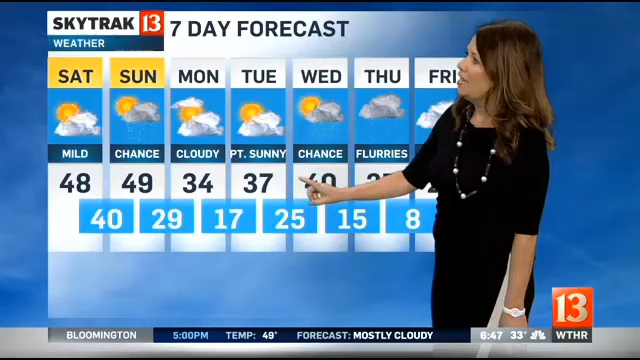 SKYTRAK 13
WEATHER
7 DAY FORECAST
SAT SUN MON TUE WED THU FRI
MILD CHANCE CLOUDY PT. SUNNY CHANCE FLURRIES
48 49 34 37 40
40 29 17 25 15 8
13
BLOOMINGTON 5:00PM TEMP: 49° FORECAST: MOSTLY CLOUDY 6:47 33° WTHR